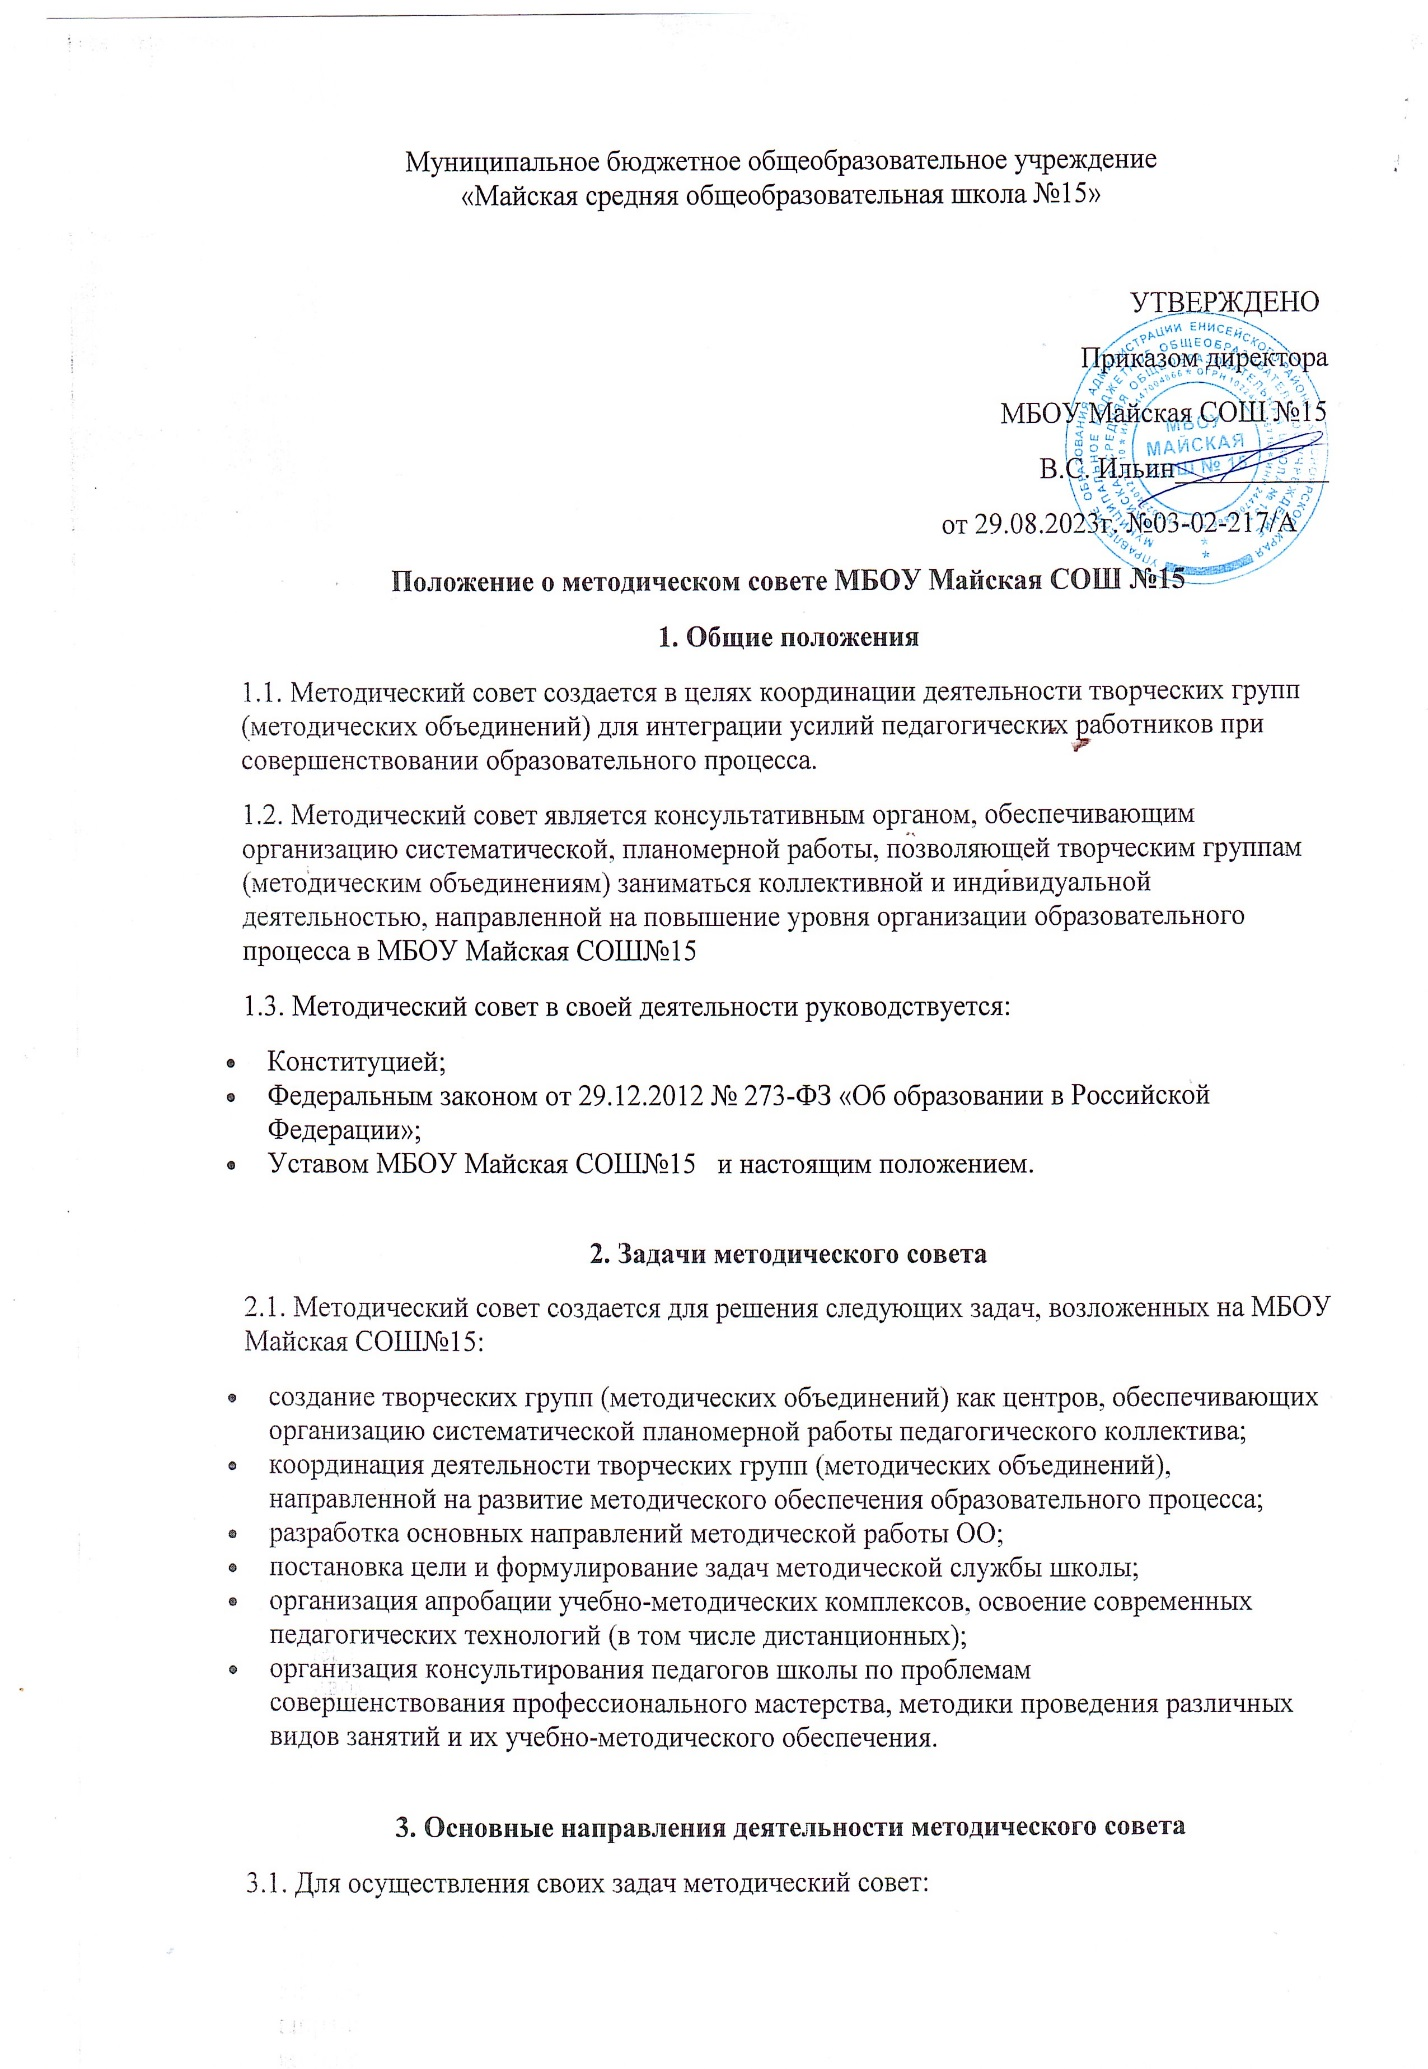 Муниципальное бюджетное общеобразовательное учреждение
«Майская средняя общеобразовательная школа №15»
УТВЕРЖДЕНО
Приказом директора
МБОУ Майская СОШ №15
В.С. Ильин
от 29.08.2023г. №03-02-217/А
МБОУ
МАЙСКАЯ
СОШ № 15
Положение о методическом совете МБОУ Майская СОШ №15
1. Общие положения
1.1. Методический совет создается в целях координации деятельности творческих групп
(методических объединений) для интеграции усилий педагогических работников при
совершенствовании образовательного процесса.
1.2. Методический совет является консультативным органом, обеспечивающим
организацию систематической, планомерной работы, позволяющей творческим группам
(методическим объединениям) заниматься коллективной и индивидуальной
деятельностью, направленной на повышение уровня организации образовательного
процесса в МБОУ Майская СОШ№15
1.3. Методический совет в своей деятельности руководствуется:
• Конституцией;
• Федеральным законом от 29.12.2012 № 273-ФЗ «Об образовании в Российской
Федерации»;
• Уставом МБОУ Майская СОШ№15 и настоящим положением.
2. Задачи методического совета
2.1. Методический совет создается для решения следующих задач, возложенных на МБОУ
Майская СОШ№15:
• создание творческих групп (методических объединений) как центров, обеспечивающих
организацию систематической планомерной работы педагогического коллектива;
• координация деятельности творческих групп (методических объединений),
направленной на развитие методического обеспечения образовательного процесса;
• разработка основных направлений методической работы ОО;
• постановка цели и формулирование задач методической службы школы;
• организация апробации учебно-методических комплексов, освоение современных
педагогических технологий (в том числе дистанционных);
• организация консультирования педагогов школы по проблемам
совершенствования профессионального мастерства, методики проведения различных
видов занятий и их учебно-методического обеспечения.
3. Основные направления деятельности методического совета
3.1. Для осуществления своих задач методический совет: